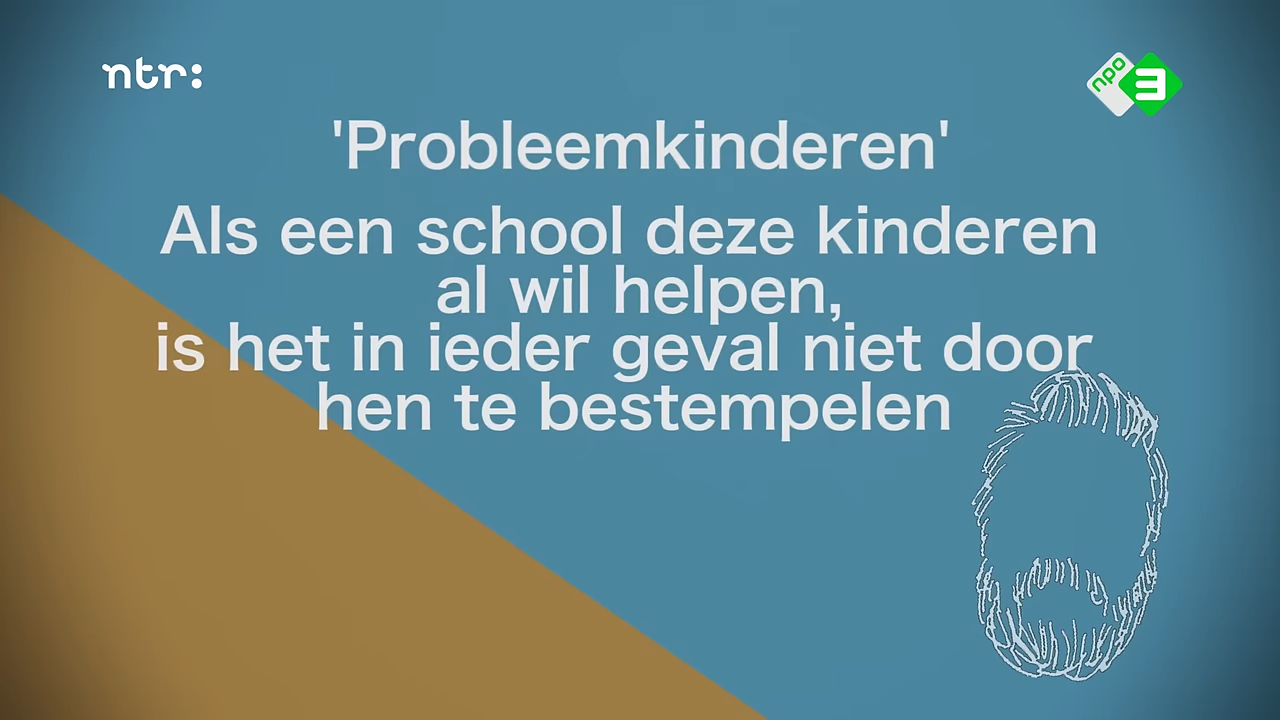 ntr:
npo
3
'Probleemkinderen'
Als een school deze kinderen
al wil helpen,
is het in ieder geval niet door
hen te bestempelen